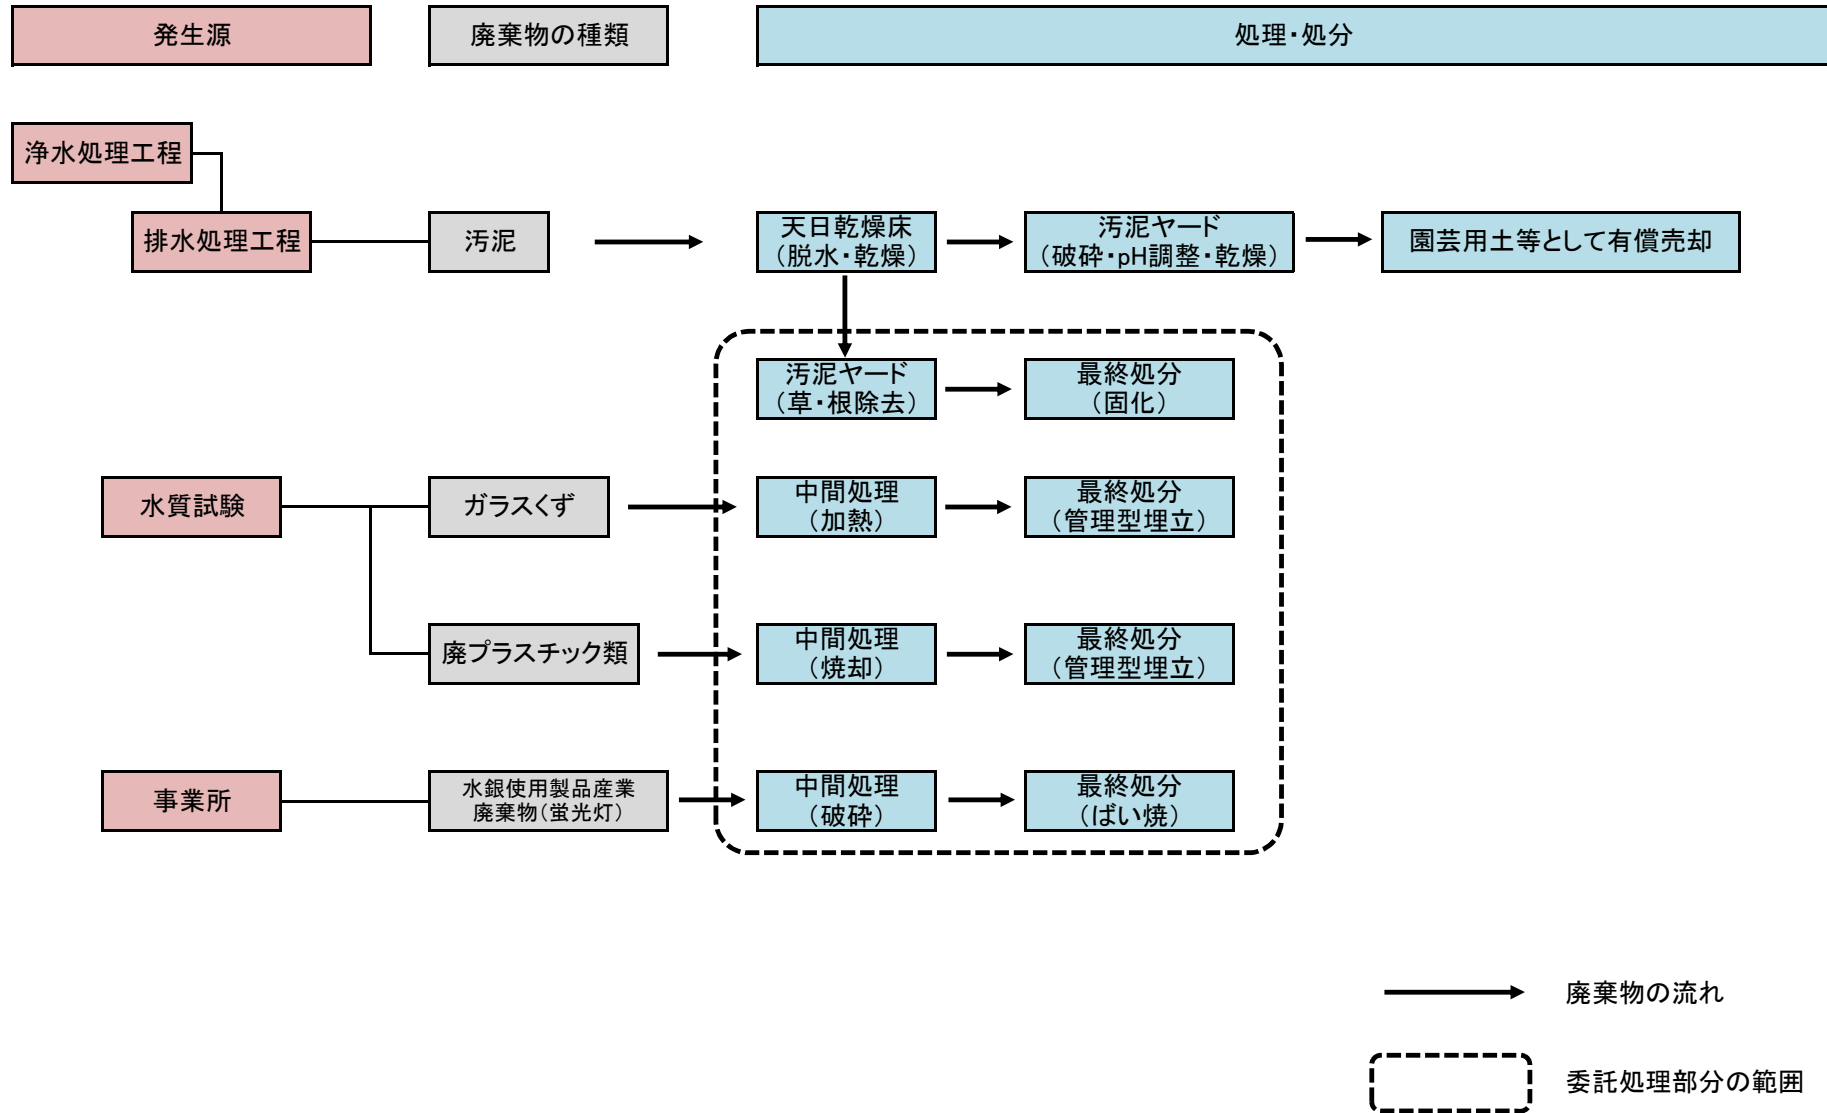 発生源
廃棄物の種類
処理・処分
浄水処理工程
排水処理工程
汚泥
天日乾燥床
（脱水・乾燥）
汚泥ヤード
（破砕・pH調整・乾燥）
園芸用土等として有償売却
汚泥ヤード
（草・根除去）
最終処分
（固化）
水質試験
ガラスくず
中間処理
（加熱）
最終処分
（管理型埋立）
廃プラスチック類
中間処理
（焼却）
最終処分
（管理型埋立）
事業所
水銀使用製品産業
廃棄物（蛍光灯）
中間処理
（破砕）
最終処分
（ばい焼）
廃棄物の流れ
委託処理部分の範囲